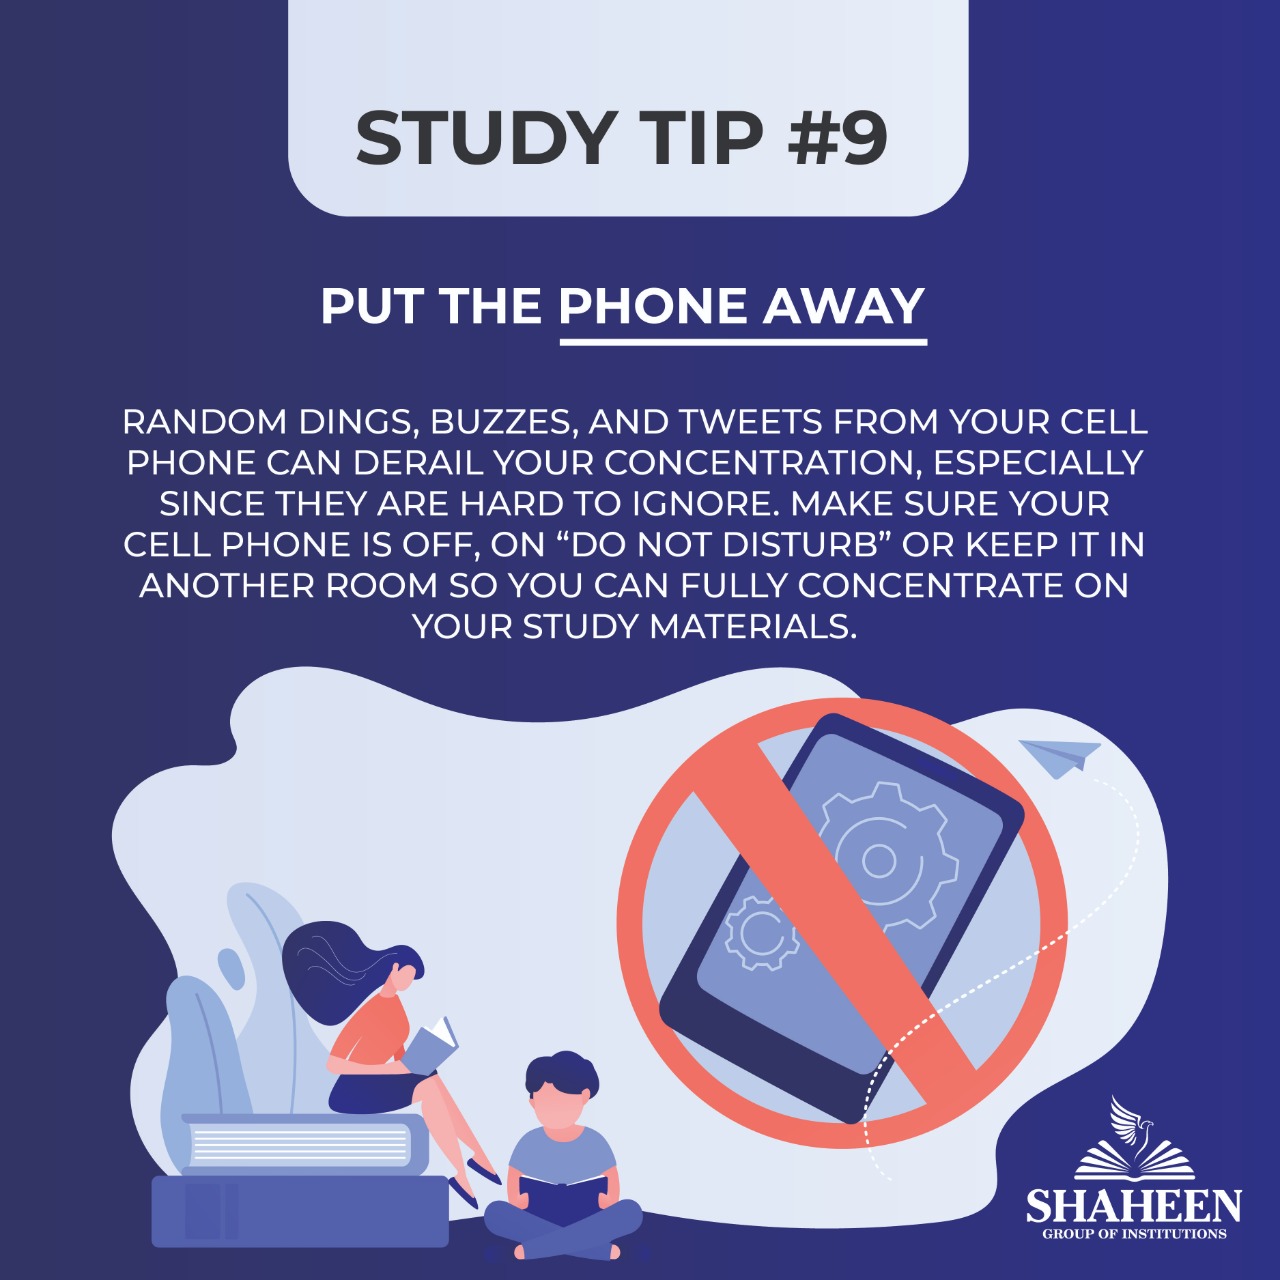 STUDY TIP #9
PUT THE PHONE AWAY
RANDOM DINGS, BUZZES, AND TWEETS FROM YOUR CELL
PHONE CAN DERAIL YOUR CONCENTRATION, ESPECIALLY
SINCE THEY ARE HARD TO IGNORE. MAKE SURE YOUR
CELL PHONE IS OFF, ON “DO NOT DISTURB” OR KEEP IT IN
ANOTHER ROOM SO YOU CAN FULLY CONCENTRATE ON
YOUR STUDY MATERIALS.
SHAHEEN
GROUP OF INSTITUTIONS